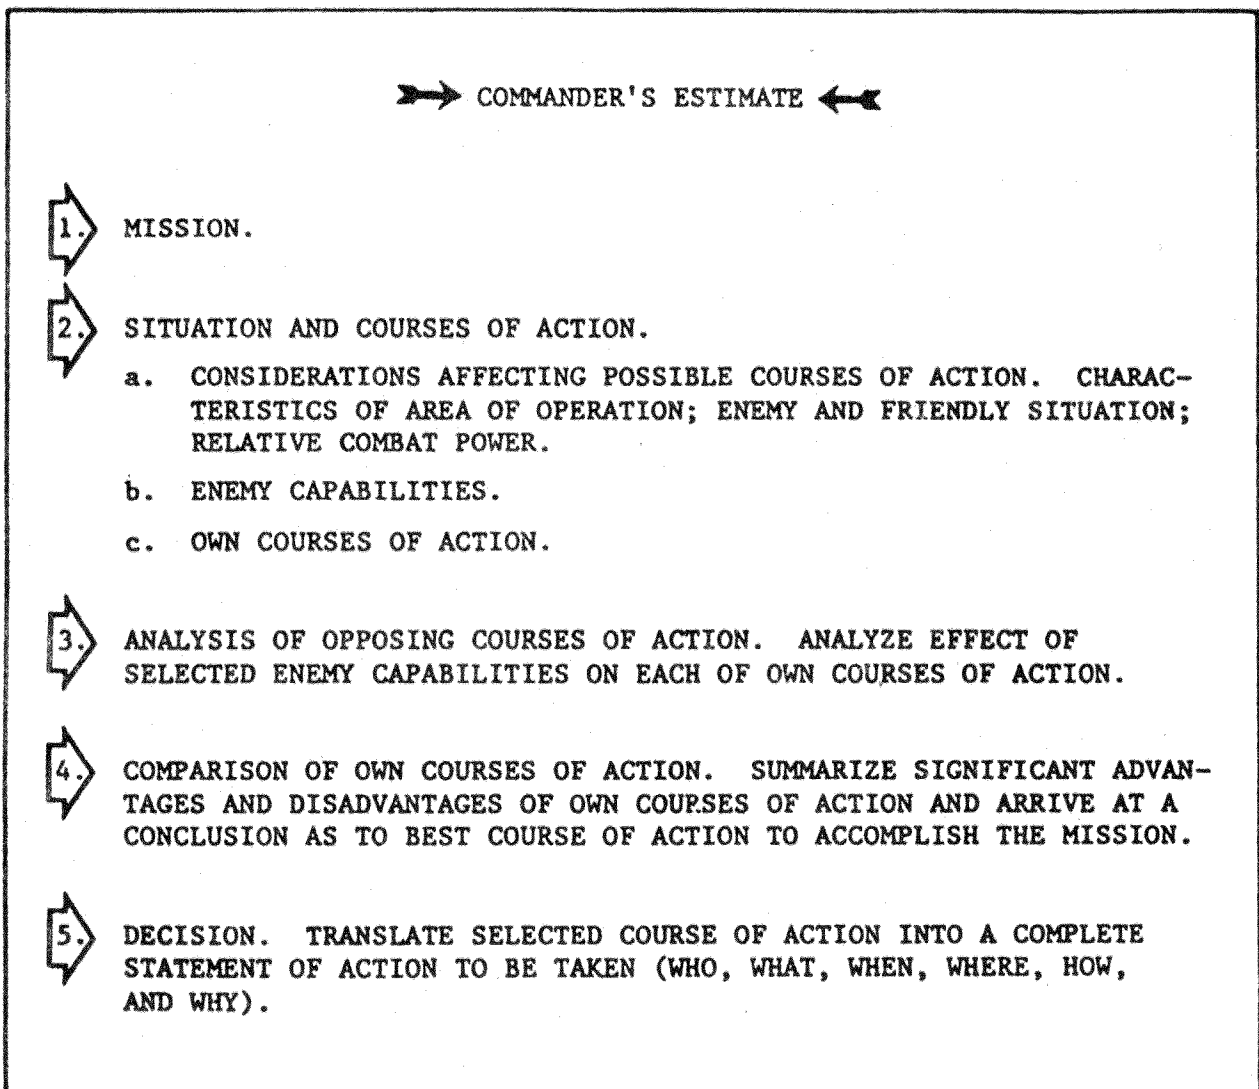 COMMANDER'S ESTIMATE
1. MISSION.
2. SITUATION AND COURSES OF ACTION.
a. CONSIDERATIONS AFFECTING POSSIBLE COURSES OF ACTION. CHARAC-
TERISTICS OF AREA OF OPERATION; ENEMY AND FRIENDLY SITUATION;
RELATIVE COMBAT POWER.
b. ENEMY CAPABILITIES.
c. OWN COURSES OF ACTION.
3. ANALYSIS OF OPPOSING COURSES OF ACTION. ANALYZE EFFECT OF
SELECTED ENEMY CAPABILITIES ON EACH OF OWN COURSES OF ACTION.
4. COMPARISON OF OWN COURSES OF ACTION. SUMMARIZE SIGNIFICANT ADVAN-
TAGES AND DISADVANTAGES OF OWN COURSES OF ACTION AND ARRIVE AT A
CONCLUSION AS TO BEST COURSE OF ACTION TO ACCOMPLISH THE MISSION.
5. DECISION. TRANSLATE SELECTED COURSE OF ACTION INTO A COMPLETE
STATEMENT OF ACTION TO BE TAKEN (WHO, WHAT, WHEN, WHERE, HOW,
AND WHY).